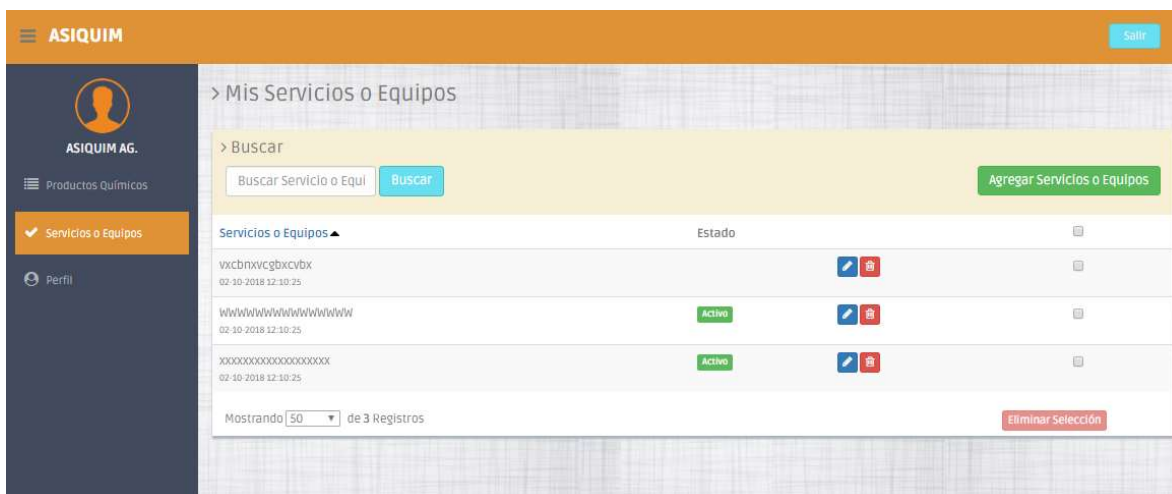 ASIQUIM
Salir
ASIQUIM AG.
Productos Químicos
Servicios o Equipos
Perfil
> Mis Servicios o Equipos
> Buscar
Buscar Servicio o Equi
Buscar
Agregar Servicios o Equipos
Servicios o Equipos
Estado
vxcbnxvcgbxcvbx
02-10-2018 12:10:25
WWWWWWWWWWWWWWWW
02-10-2018 12:10:25
Activo
xxxxxxxxxxxxxxxxxxx
02-10-2018 12:10:25
Activo
Mostrando 50 de 3 Registros
Eliminar Selección